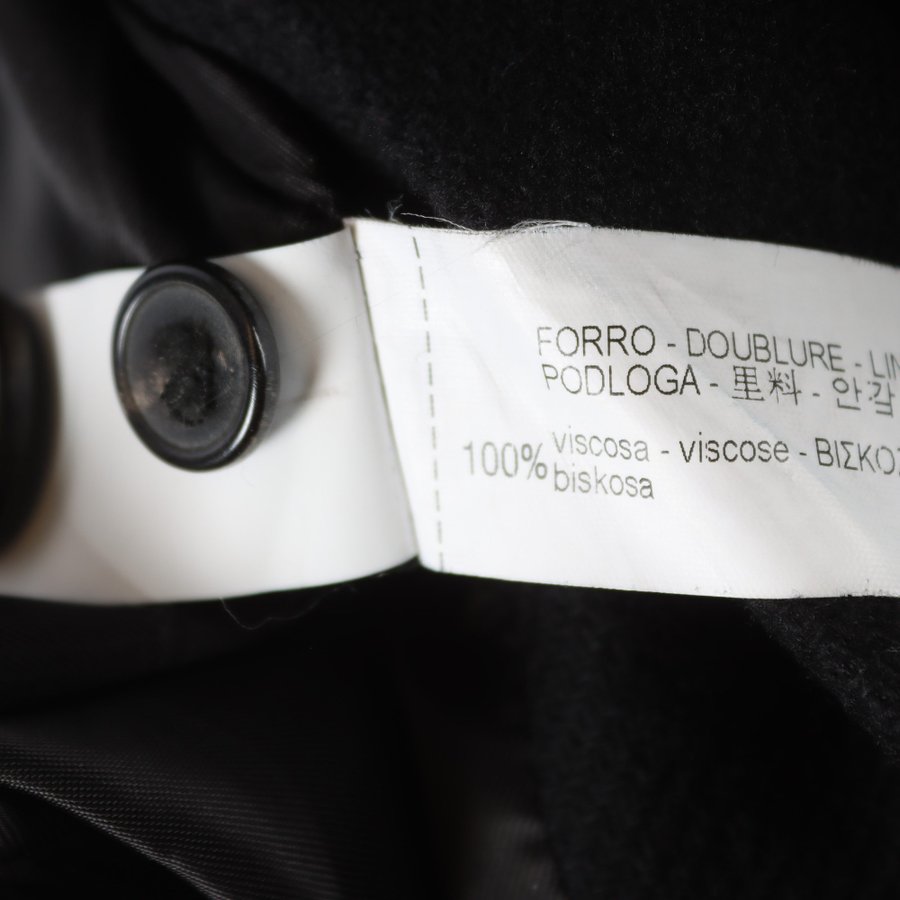 FORRO - DOUBLURE - LIN
PODLOGA - 里料 - 안감
100% viscosa - viscose - ΒΙΣΚΟΖ
biskosa